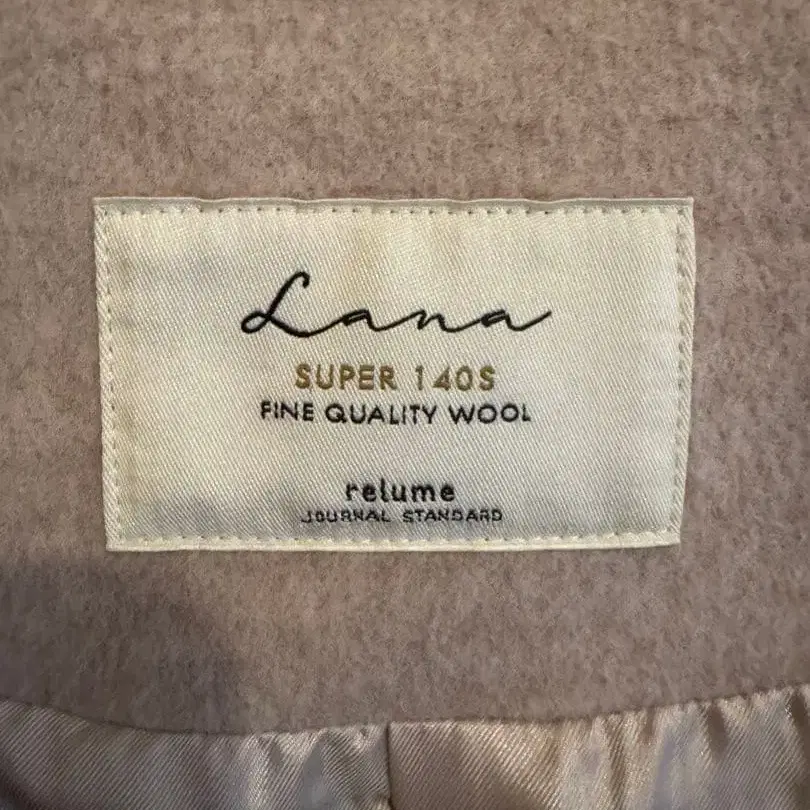 Lana
SUPER 140S
FINE QUALITY WOOL
relume
JOURNAL STANDARD